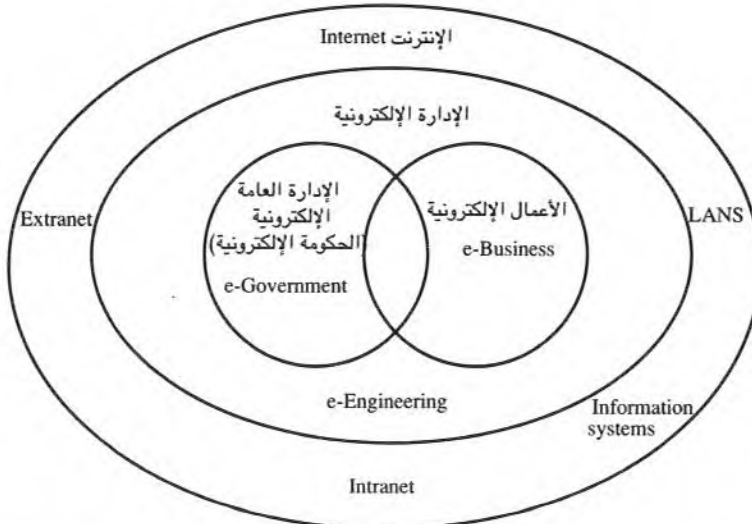 الإنترنت Internet
الإدارة الإلكترونية
الإدارة العامة
الإلكترونية
(الحكومة الإلكترونية)
e-Government
الأعمال الإلكترونية
e-Business
Extranet
LANS
e-Engineering
Information
systems
Intranet